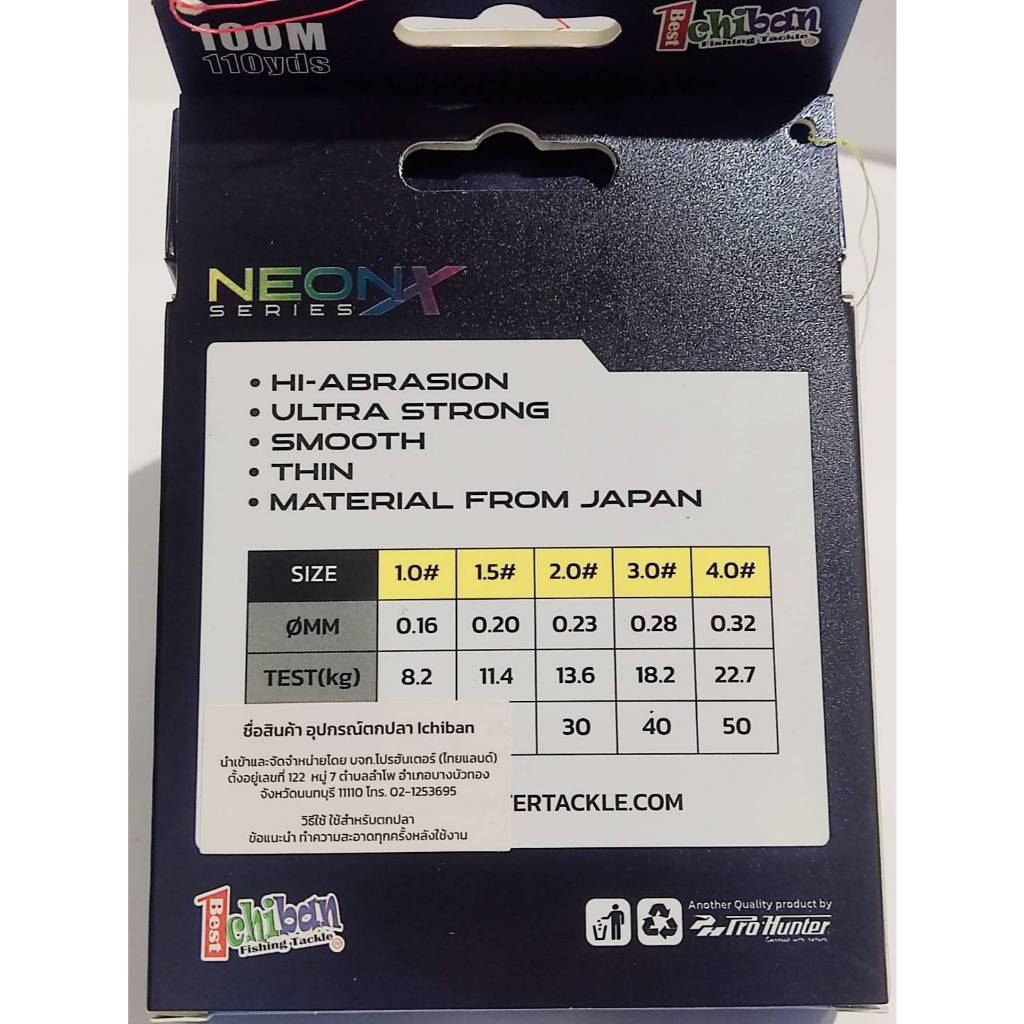 100M
110yds
1 Best Ichiban
Fishing Tackle ®
NEONX
SERIES
• HI-ABRASION
• ULTRA STRONG
• SMOOTH
• THIN
• MATERIAL FROM JAPAN
SIZE 1.0# 1.5# 2.0# 3.0# 4.0#
ØMM 0.16 0.20 0.23 0.28 0.32
TEST(kg) 8.2 11.4 13.6 18.2 22.7
30 40 50
ชื่อสินค้า อุปกรณ์ตกปลา Ichiban
นำเข้าและจัดจำหน่ายโดย บจก.โปรฮันเตอร์ (ไทยแลนด์)
ตั้งอยู่เลขที่ 122 หมู่ 7 ตำบลลำโพ อำเภอบางบัวทอง
จังหวัดนนทบุรี 11110 โทร. 02-1253695
วิธีใช้ ใช้สำหรับตกปลา
ข้อแนะนำ ทำความสะอาดทุกครั้งหลังใช้งาน
TERTACKLE.COM
1 Best Ichiban
Fishing Tackle ®
Another Quality product by
Pro Hunter